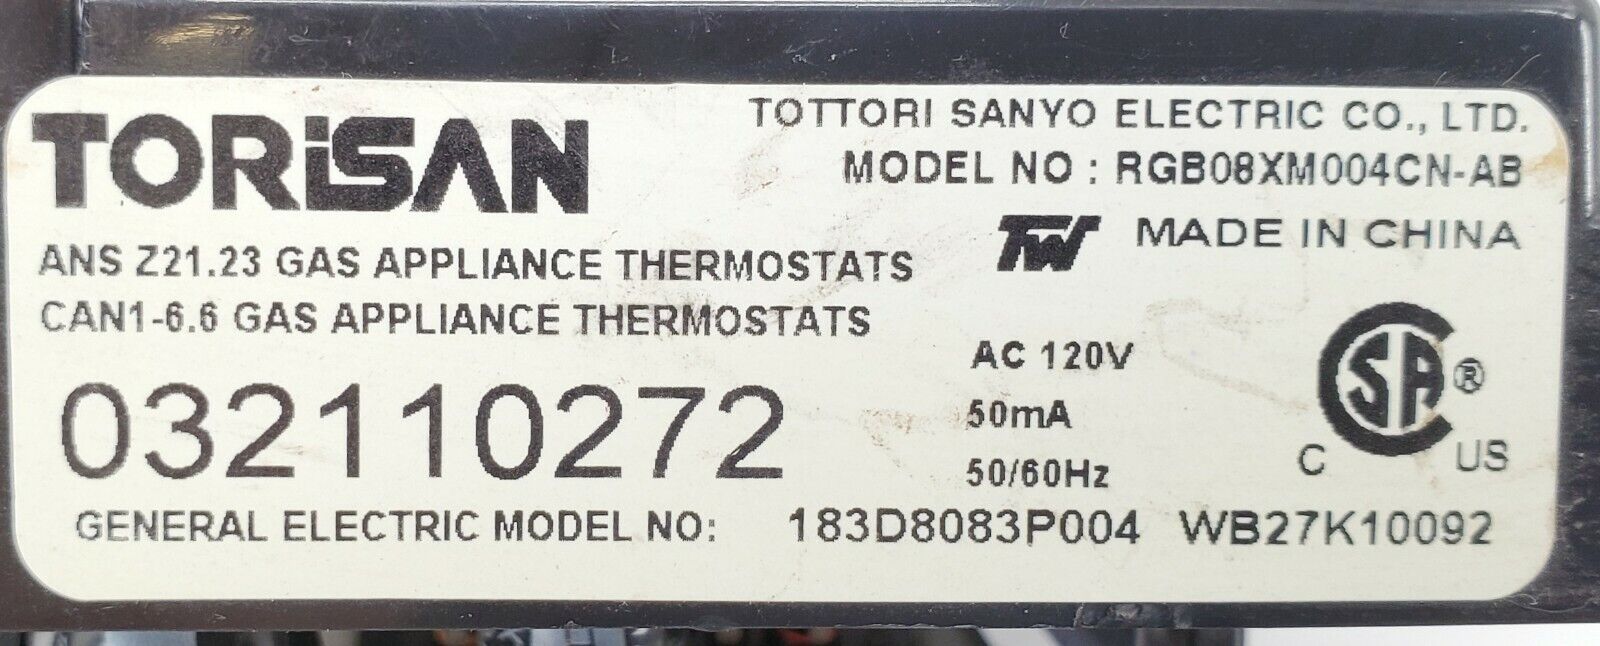 TORiSAN
TOTTORI SANYO ELECTRIC CO., LTD.
MODEL NO : RGB08XM004CN-AB
TW MADE IN CHINA
ANS Z21.23 GAS APPLIANCE THERMOSTATS
CAN1-6.6 GAS APPLIANCE THERMOSTATS
AC 120V
50mA
50/60Hz
032110272
C SA ® US
GENERAL ELECTRIC MODEL NO: 183D8083P004 WB27K10092